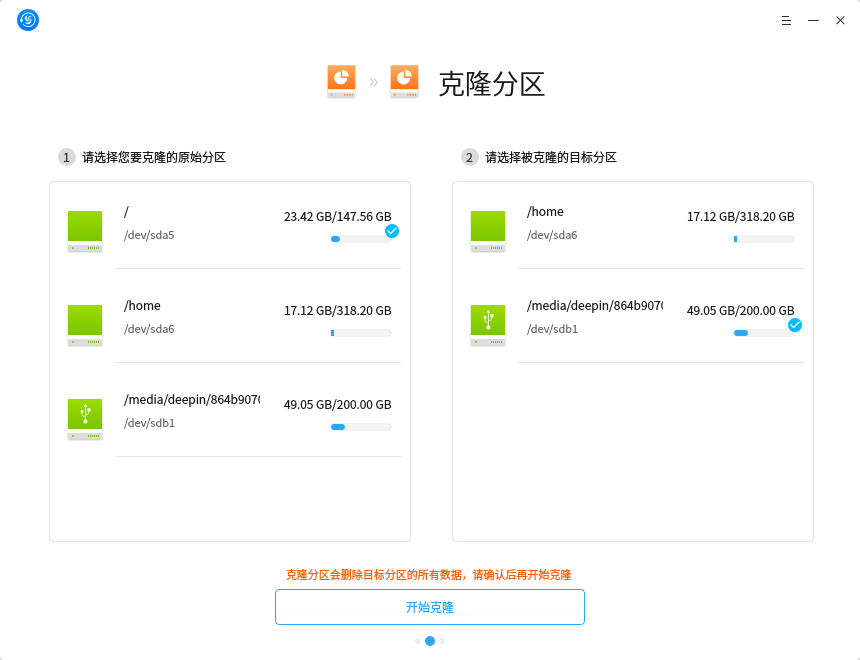 克隆分区
1 请选择您要克隆的原始分区
/
23.42 GB/147.56 GB
/dev/sda5
/home
17.12 GB/318.20 GB
/dev/sda6
/media/deepin/864b9070
49.05 GB/200.00 GB
/dev/sdb1
2 请选择被克隆的目标分区
/home
17.12 GB/318.20 GB
/dev/sda6
/media/deepin/864b9070
49.05 GB/200.00 GB
/dev/sdb1
克隆分区会删除目标分区的所有数据，请确认后再开始克隆
开始克隆